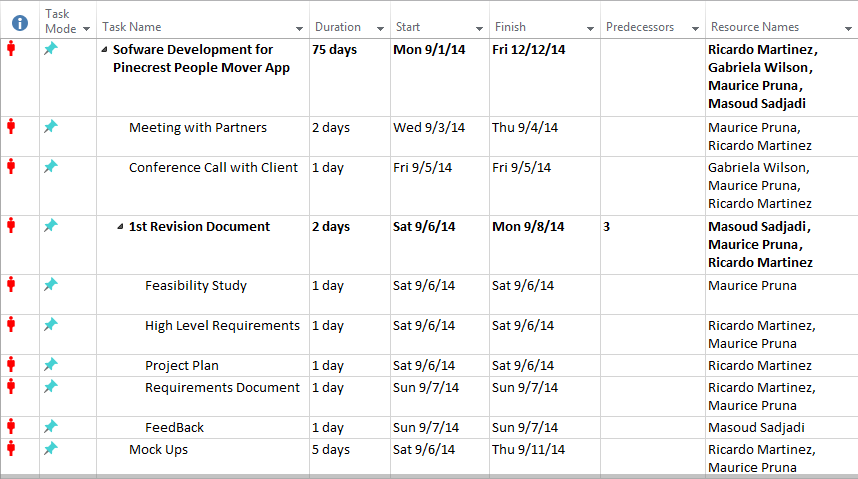 Task Mode Task Name Duration Start Finish Predecessors Resource Names
Sofware Development for Pinecrest People Mover App 75 days Mon 9/1/14 Fri 12/12/14 Ricardo Martinez, Gabriela Wilson, Maurice Pruna, Masoud Sadjadi
Meeting with Partners 2 days Wed 9/3/14 Thu 9/4/14 Maurice Pruna, Ricardo Martinez
Conference Call with Client 1 day Fri 9/5/14 Fri 9/5/14 Gabriela Wilson, Maurice Pruna, Ricardo Martinez
1st Revision Document 2 days Sat 9/6/14 Mon 9/8/14 3 Masoud Sadjadi, Maurice Pruna, Ricardo Martinez
Feasibility Study 1 day Sat 9/6/14 Sat 9/6/14 Maurice Pruna
High Level Requirements 1 day Sat 9/6/14 Sat 9/6/14 Ricardo Martinez, Maurice Pruna
Project Plan 1 day Sat 9/6/14 Sat 9/6/14 Ricardo Martinez
Requirements Document 1 day Sun 9/7/14 Sun 9/7/14 Ricardo Martinez, Maurice Pruna
FeedBack 1 day Sun 9/7/14 Sun 9/7/14 Masoud Sadjadi
Mock Ups 5 days Sat 9/6/14 Thu 9/11/14 Ricardo Martinez, Maurice Pruna